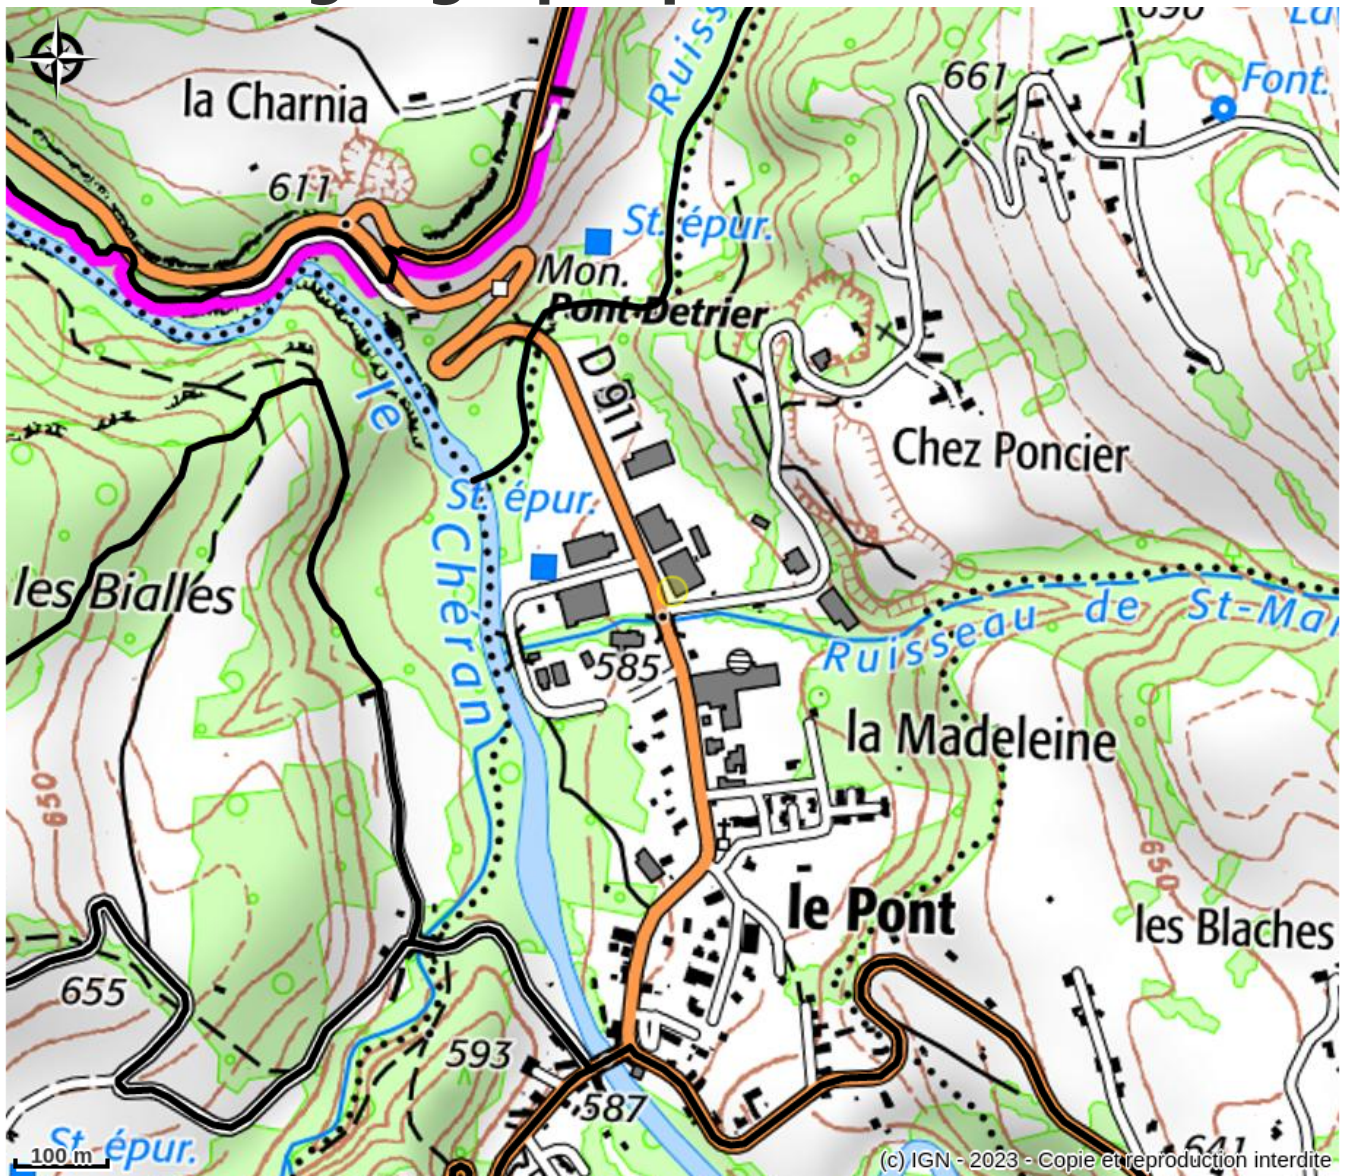 690
la Charnia
661
Font.
Ruiss
611
St. épur.
Mon.
Pont-Detrier
D 911
le
Chez Poncier
St. épur.
Chéran
les Bialles
Ruisseau de St-Mar
585
la Madeleine
650
650
le Pont
les Blaches
655
593
587
St. épur.
641
100 m
(c) IGN - 2023 - Copie et reproduction interdite